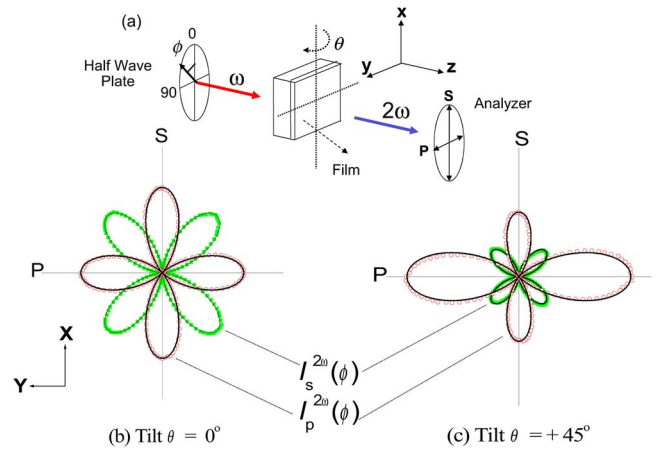 (a)
0
ϕ
Half Wave
Plate
90
ω
θ
x
y
z
2ω
S
P
Analyzer
Film
S
P
S
P
X
Y
I_s^{2ω}(ϕ)
I_p^{2ω}(ϕ)
(b) Tilt θ = 0°
(c) Tilt θ = + 45°